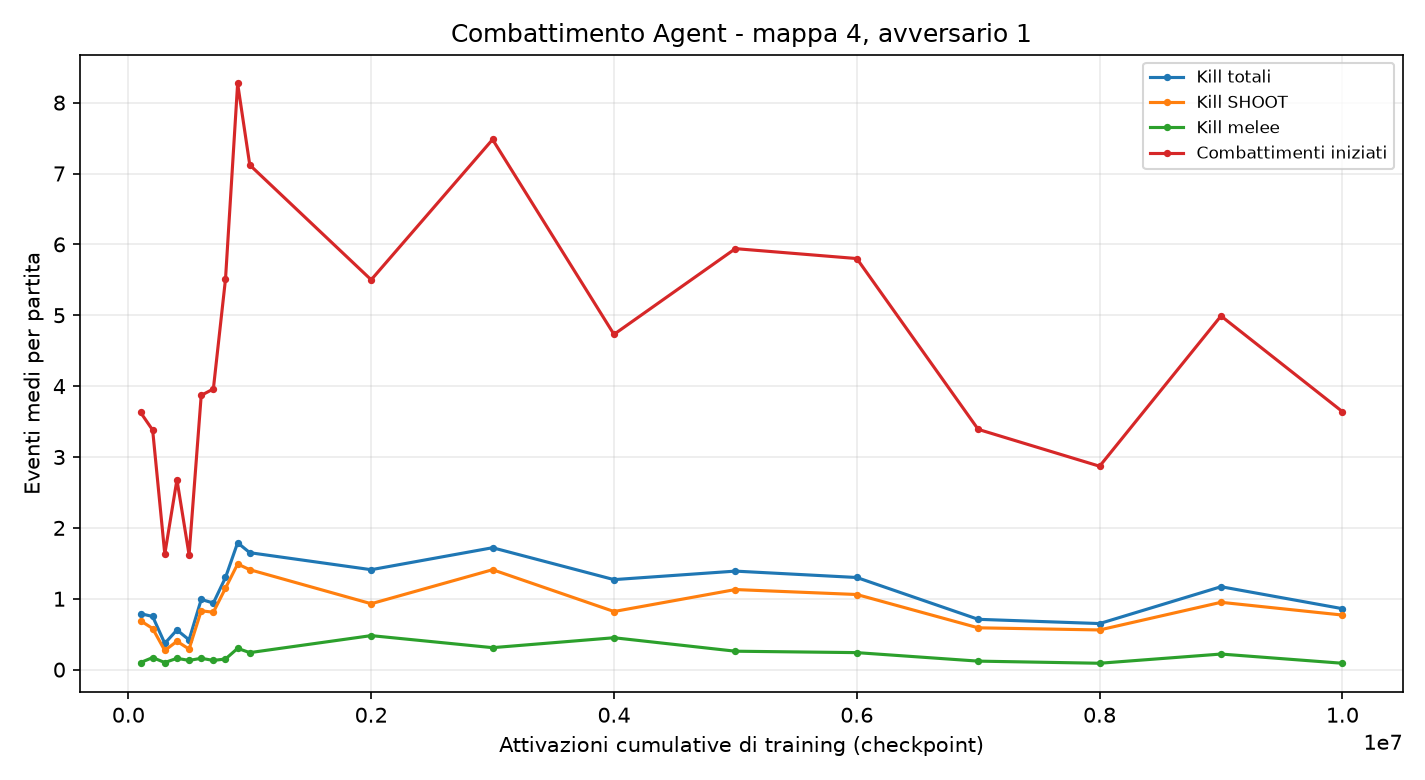 Combattimento Agent - mappa 4, avversario 1
Kill totali
Kill SHOOT
Kill melee
Combattimenti iniziati
Eventi medi per partita
8
7
6
5
4
3
2
1
0
0.0 0.2 0.4 0.6 0.8 1.0
1e7
Attivazioni cumulative di training (checkpoint)